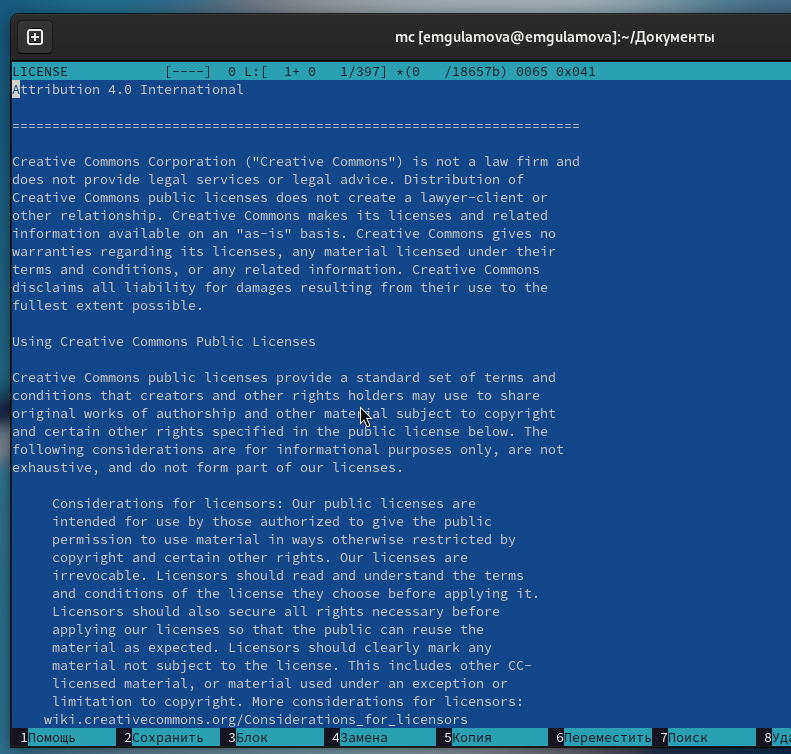 mc [emgulamova@emgulamova]:~/Документы
LICENSE [----] 0 L:[ 1+ 0 1/397] *(0 /18657b) 0065 0x041
Attribution 4.0 International
=======================================================================
Creative Commons Corporation ("Creative Commons") is not a law firm and
does not provide legal services or legal advice. Distribution of
Creative Commons public licenses does not create a lawyer-client or
other relationship. Creative Commons makes its licenses and related
information available on an "as-is" basis. Creative Commons gives no
warranties regarding its licenses, any material licensed under their
terms and conditions, or any related information. Creative Commons
disclaims all liability for damages resulting from their use to the
fullest extent possible.
Using Creative Commons Public Licenses
Creative Commons public licenses provide a standard set of terms and
conditions that creators and other rights holders may use to share
original works of authorship and other material subject to copyright
and certain other rights specified in the public license below. The
following considerations are for informational purposes only, are not
exhaustive, and do not form part of our licenses.
Considerations for licensors: Our public licenses are
intended for use by those authorized to give the public
permission to use material in ways otherwise restricted by
copyright and certain other rights. Our licenses are
irrevocable. Licensors should read and understand the terms
and conditions of the license they choose before applying it.
Licensors should also secure all rights necessary before
applying our licenses so that the public can reuse the
material as expected. Licensors should clearly mark any
material not subject to the license. This includes other CC-
licensed material, or material used under an exception or
limitation to copyright. More considerations for licensors:
wiki.creativecommons.org/Considerations_for_licensors
1Помощь 2Сохранить 3Блок 4Замена 5Копия 6Переместить 7Поиск 8